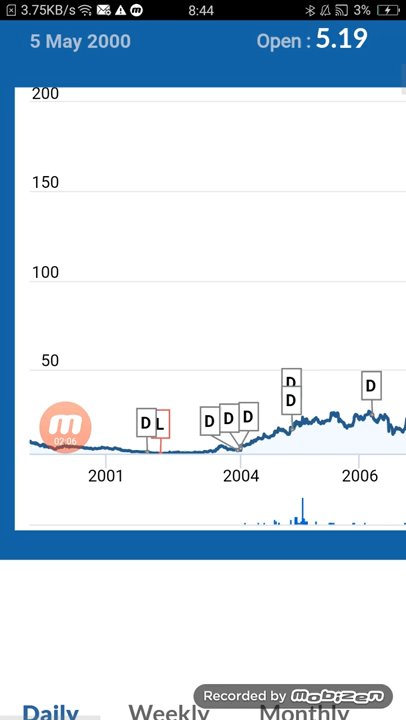 3.75KB/s 8:44 3%
5 May 2000 Open : 5.19
200
150
100
50
D
D D
D L D D D
02:06
2001 2004 2006
Recorded by mobizen
Daily Weekly Monthly